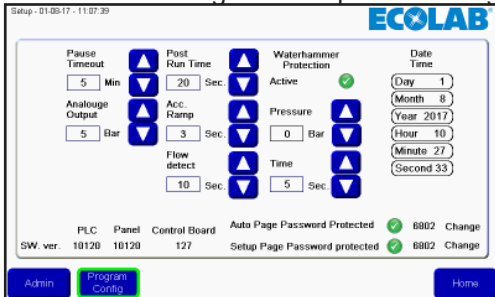 Setup - 01-08-17 - 11:07:39
ECOLAB
Pause Timeout
5 Min
Post Run Time
20 Sec.
Waterhammer Protection
Active
Date Time
Day 1
Month 8
Year 2017
Hour 10
Minute 27
Second 33
Analouge Output
5 Bar
Acc. Ramp
3 Sec.
Pressure
0 Bar
Flow detect
10 Sec.
Time
5 Sec.
PLC Panel Control Board
SW. ver. 10120 10120 127
Auto Page Password Protected 6802 Change
Setup Page Password protected 6802 Change
Admin
Program Config
Home